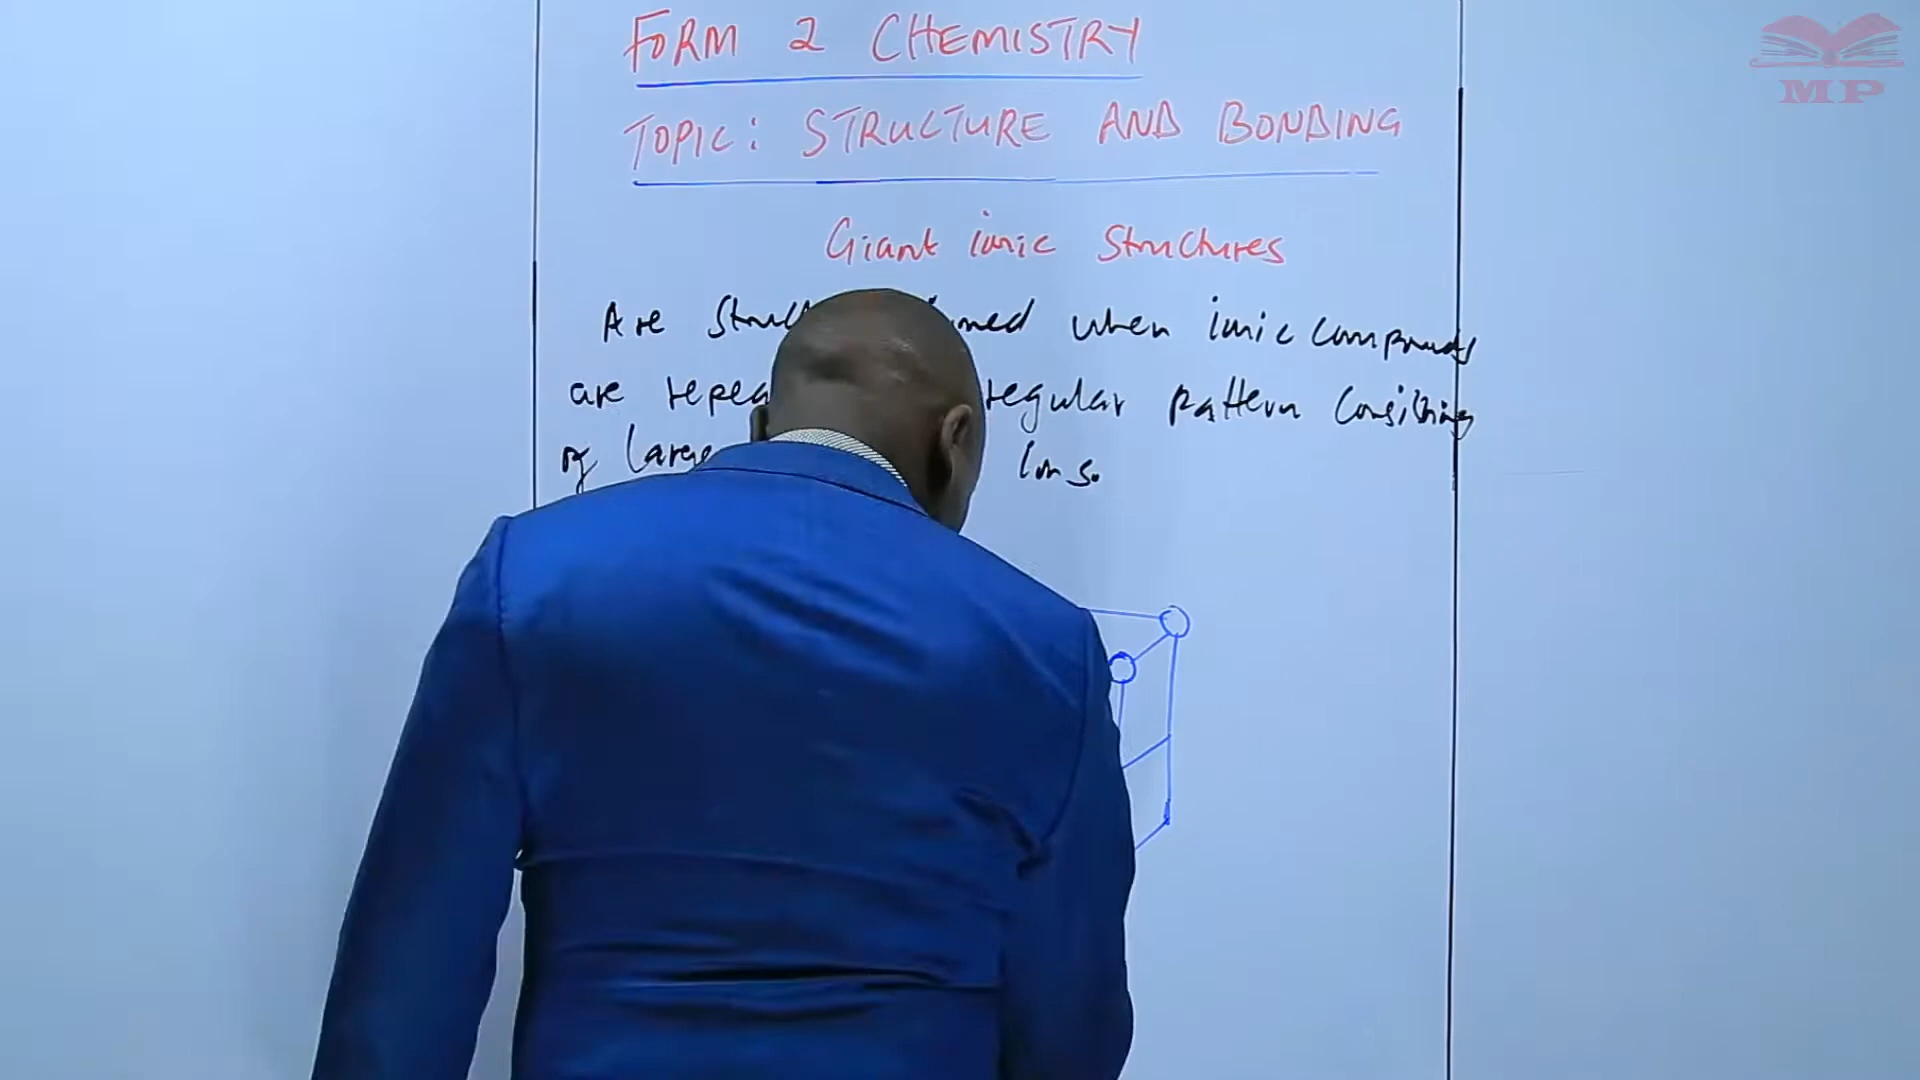 FORM 2 CHEMISTRY
TOPIC: STRUCTURE AND BONDING
Giant ionic Structures
Are when ionic compounds
are regular pattern Consisting
of large ions.
MP